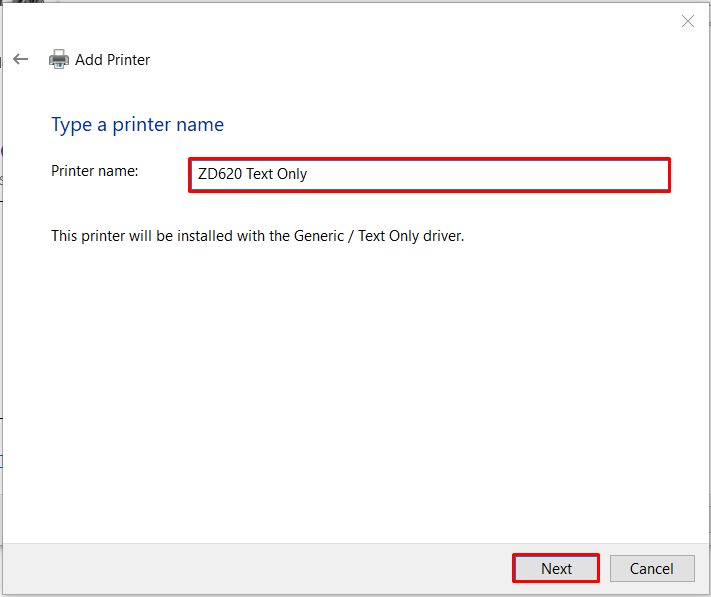 Add Printer
Type a printer name
Printer name:
ZD620 Text Only
This printer will be installed with the Generic / Text Only driver.
Next
Cancel